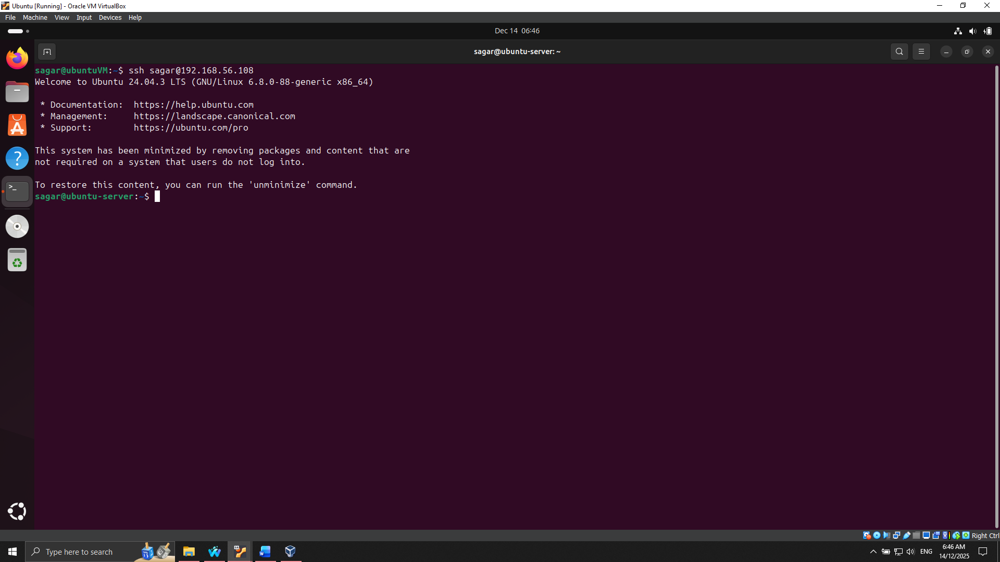 Ubuntu [Running] - Oracle VM VirtualBox
File Machine View Input Devices Help
Dec 14 06:46
sagar@ubuntu-server: ~
sagar@ubuntuVM:~$ ssh sagar@192.168.56.108
Welcome to Ubuntu 24.04.3 LTS (GNU/Linux 6.8.0-88-generic x86_64)
* Documentation: https://help.ubuntu.com
* Management: https://landscape.canonical.com
* Support: https://ubuntu.com/pro
This system has been minimized by removing packages and content that are
not required on a system that users do not log into.
To restore this content, you can run the 'unminimize' command.
sagar@ubuntu-server:~$
Right Ctrl
Type here to search
ENG
6:46 AM
14/12/2025